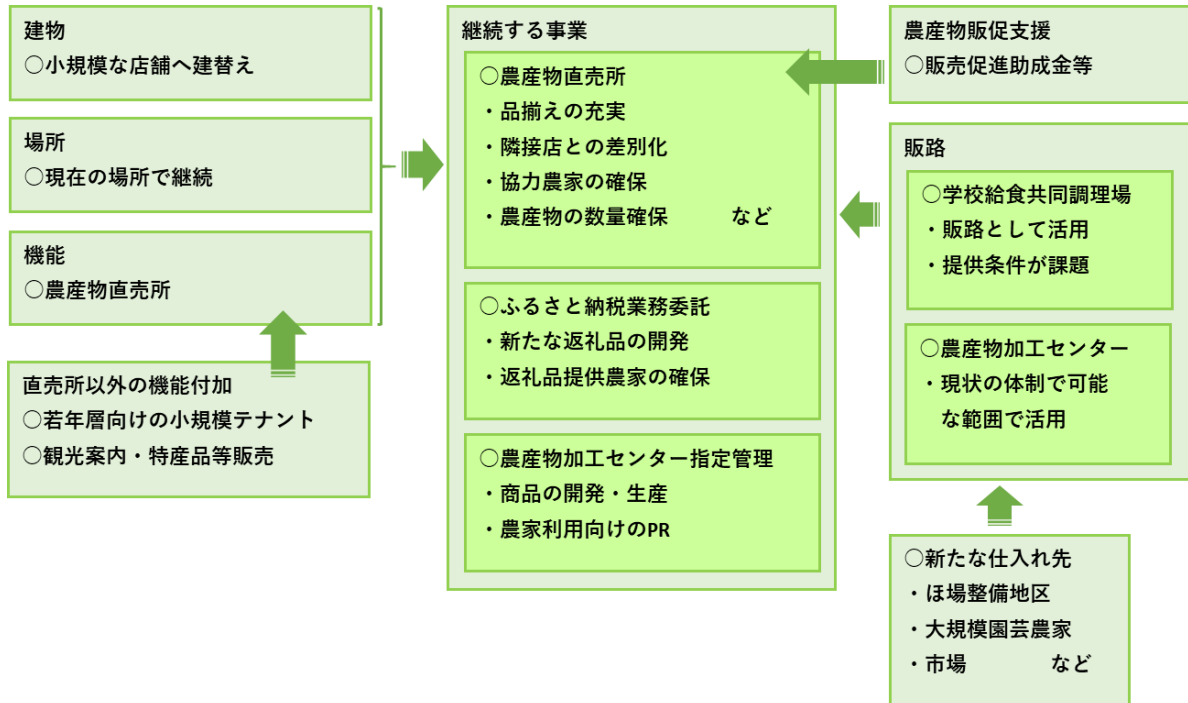 建物
○小規模な店舗へ建替え
場所
○現在の場所で継続
機能
○農産物直売所
直売所以外の機能付加
○若年層向けの小規模テナント
○観光案内・特産品等販売
継続する事業
○農産物直売所
・品揃えの充実
・隣接店との差別化
・協力農家の確保
・農産物の数量確保　　　など
○ふるさと納税業務委託
・新たな返礼品の開発
・返礼品提供農家の確保
○農産物加工センター指定管理
・商品の開発・生産
・農家利用向けのPR
農産物販促支援
○販売促進助成金等
販路
○学校給食共同調理場
・販路として活用
・提供条件が課題
○農産物加工センター
・現状の体制で可能
な範囲で活用
○新たな仕入れ先
・ほ場整備地区
・大規模園芸農家
・市場　　　など